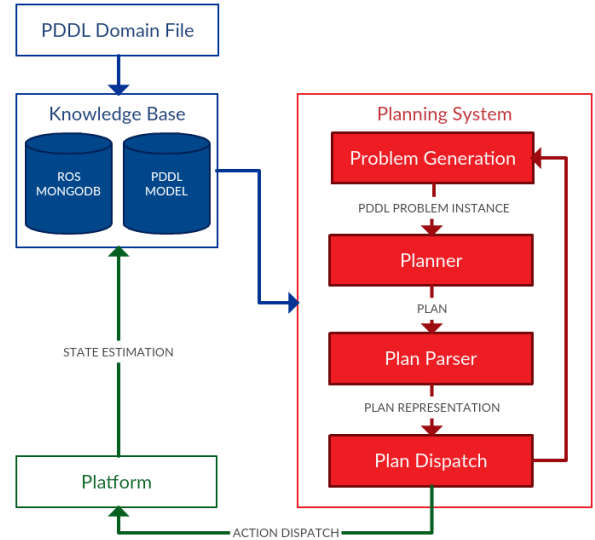 PDDL Domain File
Knowledge Base
ROS
MONGODB
PDDL
MODEL
Planning System
Problem Generation
PDDL PROBLEM INSTANCE
Planner
PLAN
Plan Parser
PLAN REPRESENTATION
Plan Dispatch
STATE ESTIMATION
Platform
ACTION DISPATCH